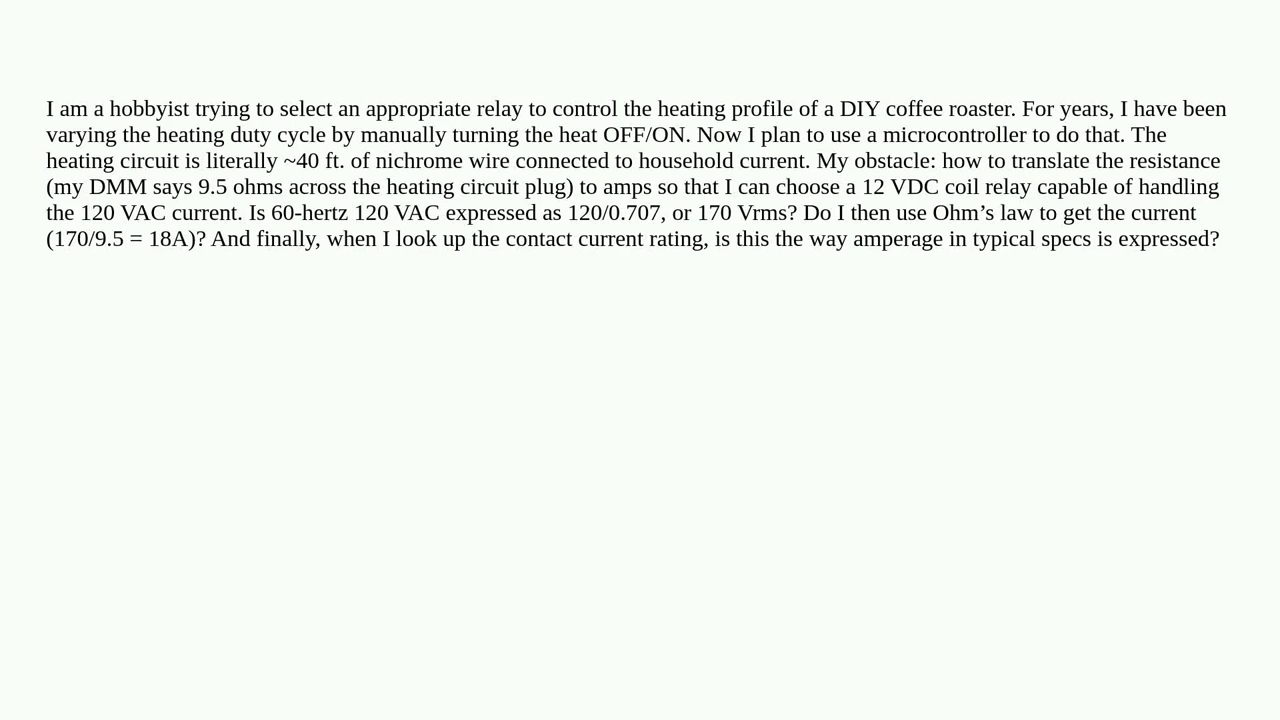 I am a hobbyist trying to select an appropriate relay to control the heating profile of a DIY coffee roaster. For years, I have been
varying the heating duty cycle by manually turning the heat OFF/ON. Now I plan to use a microcontroller to do that. The
heating circuit is literally ~40 ft. of nichrome wire connected to household current. My obstacle: how to translate the resistance
(my DMM says 9.5 ohms across the heating circuit plug) to amps so that I can choose a 12 VDC coil relay capable of handling
the 120 VAC current. Is 60-hertz 120 VAC expressed as 120/0.707, or 170 Vrms? Do I then use Ohm’s law to get the current
(170/9.5 = 18A)? And finally, when I look up the contact current rating, is this the way amperage in typical specs is expressed?